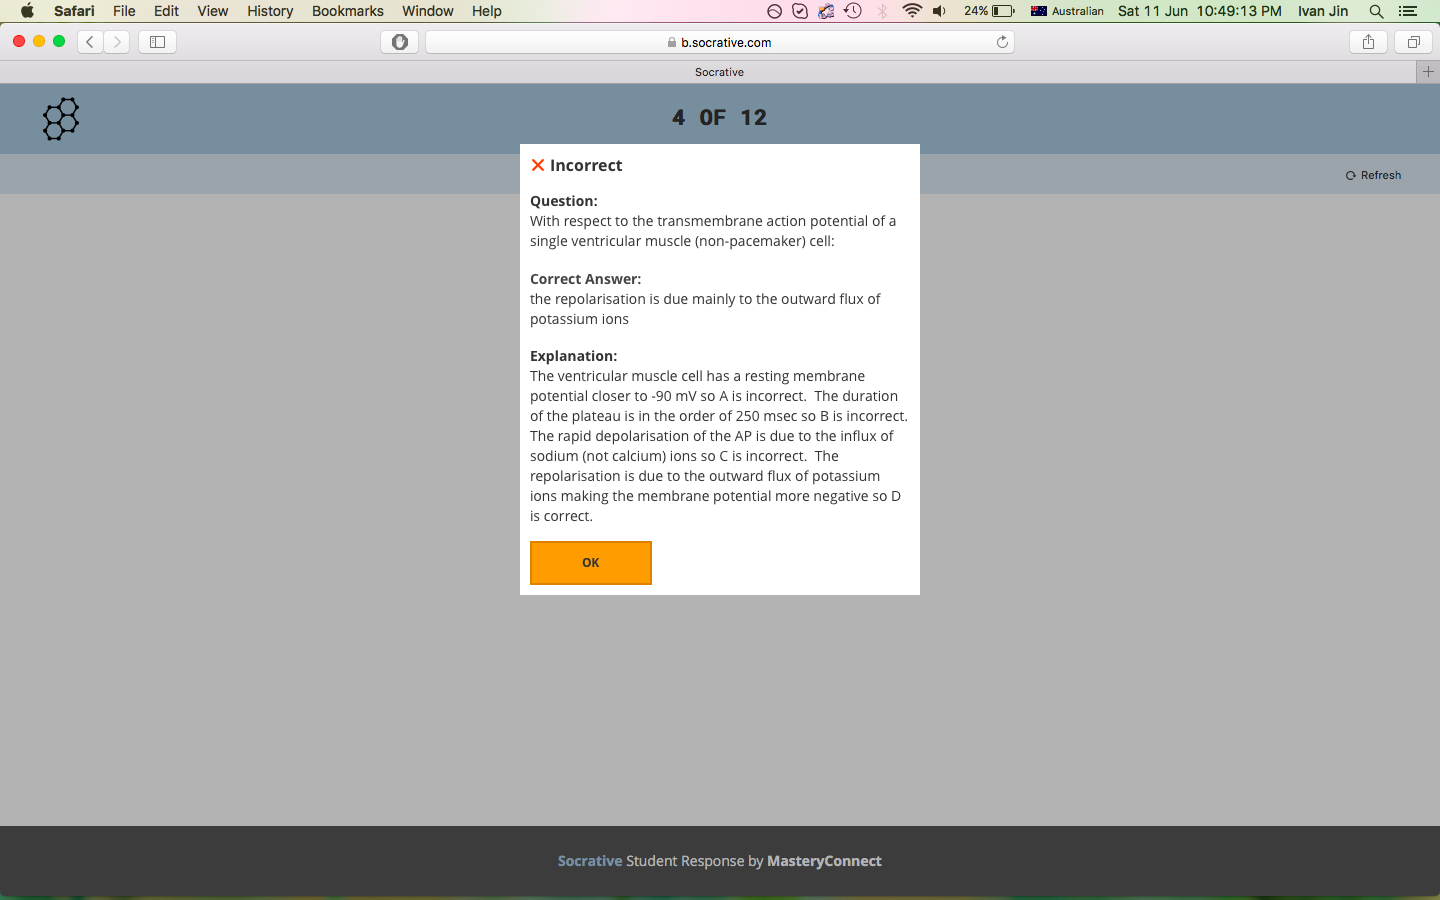 Safari File Edit View History Bookmarks Window Help 24% Australian Sat 11 Jun 10:49:13 PM Ivan Jin
b.socrative.com
Socrative
4 OF 12
Refresh
Incorrect
Question:
With respect to the transmembrane action potential of a
single ventricular muscle (non-pacemaker) cell:
Correct Answer:
the repolarisation is due mainly to the outward flux of
potassium ions
Explanation:
The ventricular muscle cell has a resting membrane
potential closer to -90 mV so A is incorrect.  The duration
of the plateau is in the order of 250 msec so B is incorrect.
The rapid depolarisation of the AP is due to the influx of
sodium (not calcium) ions so C is incorrect.  The
repolarisation is due to the outward flux of potassium
ions making the membrane potential more negative so D
is correct.
OK
Socrative Student Response by MasteryConnect